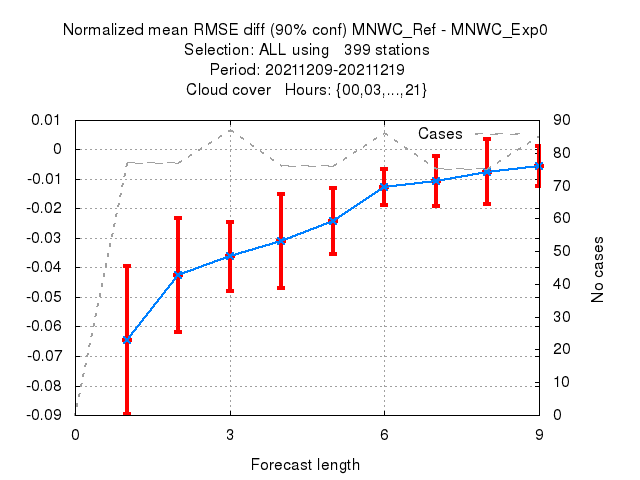 Normalized mean RMSE diff (90% conf) MNWC_Ref - MNWC_Exp0
Selection: ALL using   399 stations
Period: 20211209-20211219
Cloud cover   Hours: {00,03,...,21}
Cases
0.01
0
-0.01
-0.02
-0.03
-0.04
-0.05
-0.06
-0.07
-0.08
-0.09
90
80
70
60
50
40
30
20
10
0
No cases
0 3 6 9
Forecast length